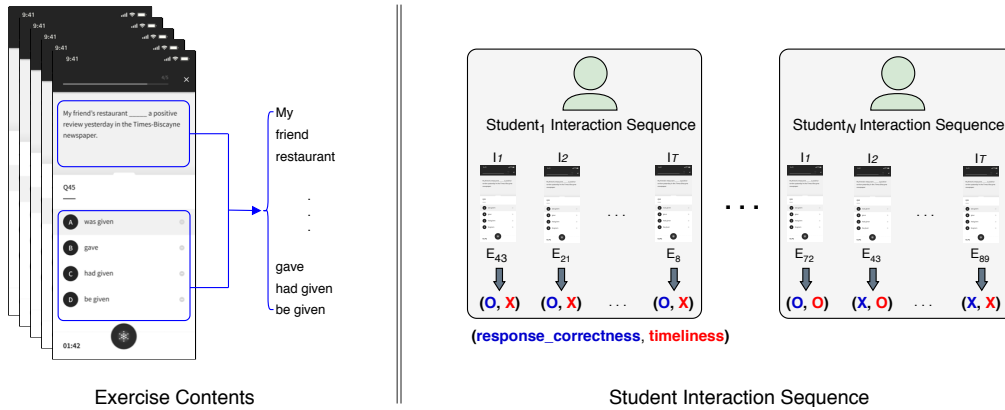 9:41
9:41
9:41
9:41
9:41
4/5
My friend's restaurant _____ a positive
review yesterday in the Times-Biscayne
newspaper.
Q45
A was given
B gave
C had given
D be given
01:42
My
friend
restaurant
.
.
.
gave
had given
be given
Exercise Contents
Student1 Interaction Sequence
I1 I2 IT
. . .
E43 E21 E8
(O, X) (O, X) . . . (O, X)
(response_correctness, timeliness)
. . .
StudentN Interaction Sequence
I1 I2 IT
. . .
E72 E43 E89
(O, O) (X, O) . . . (X, X)
Student Interaction Sequence